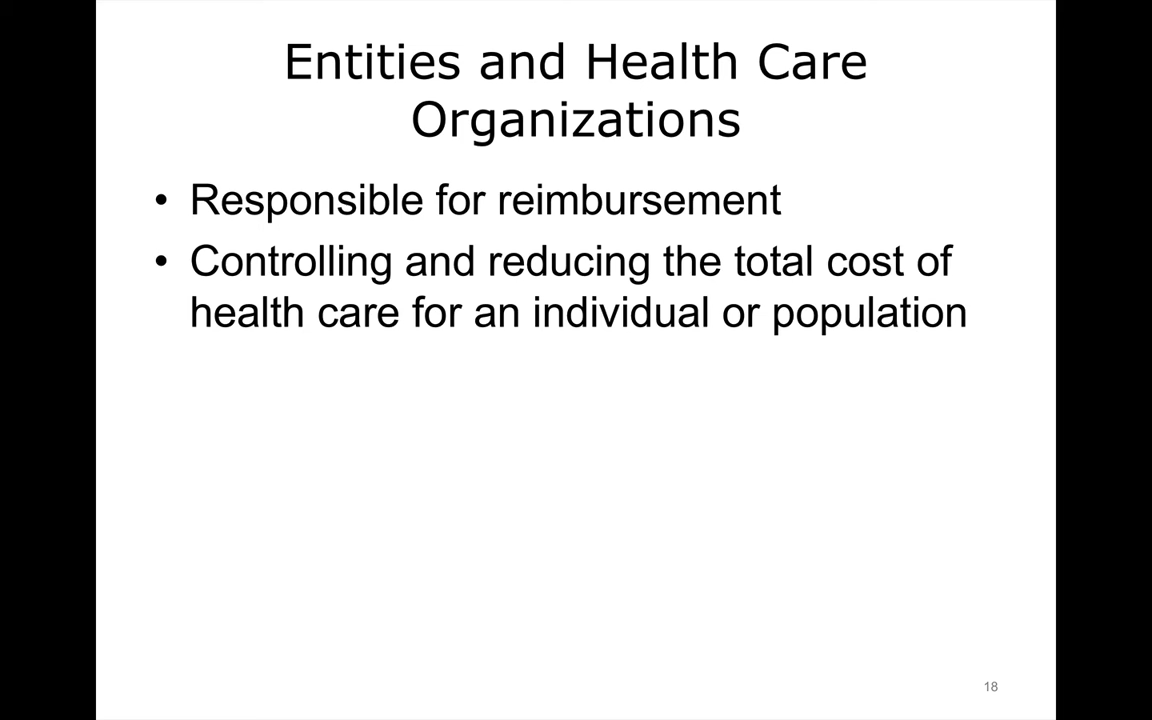 Entities and Health Care
Organizations
• Responsible for reimbursement
• Controlling and reducing the total cost of
health care for an individual or population
18